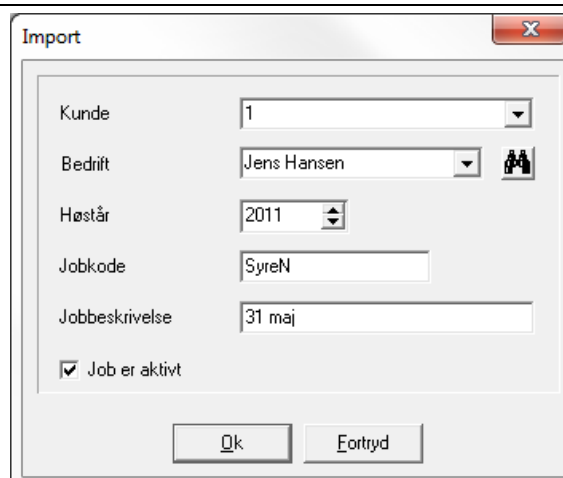 Import
Kunde 1
Bedrift Jens Hansen
Høstår 2011
Jobkode SyreN
Jobbeskrivelse 31 maj
Job er aktivt
Ok Fortryd